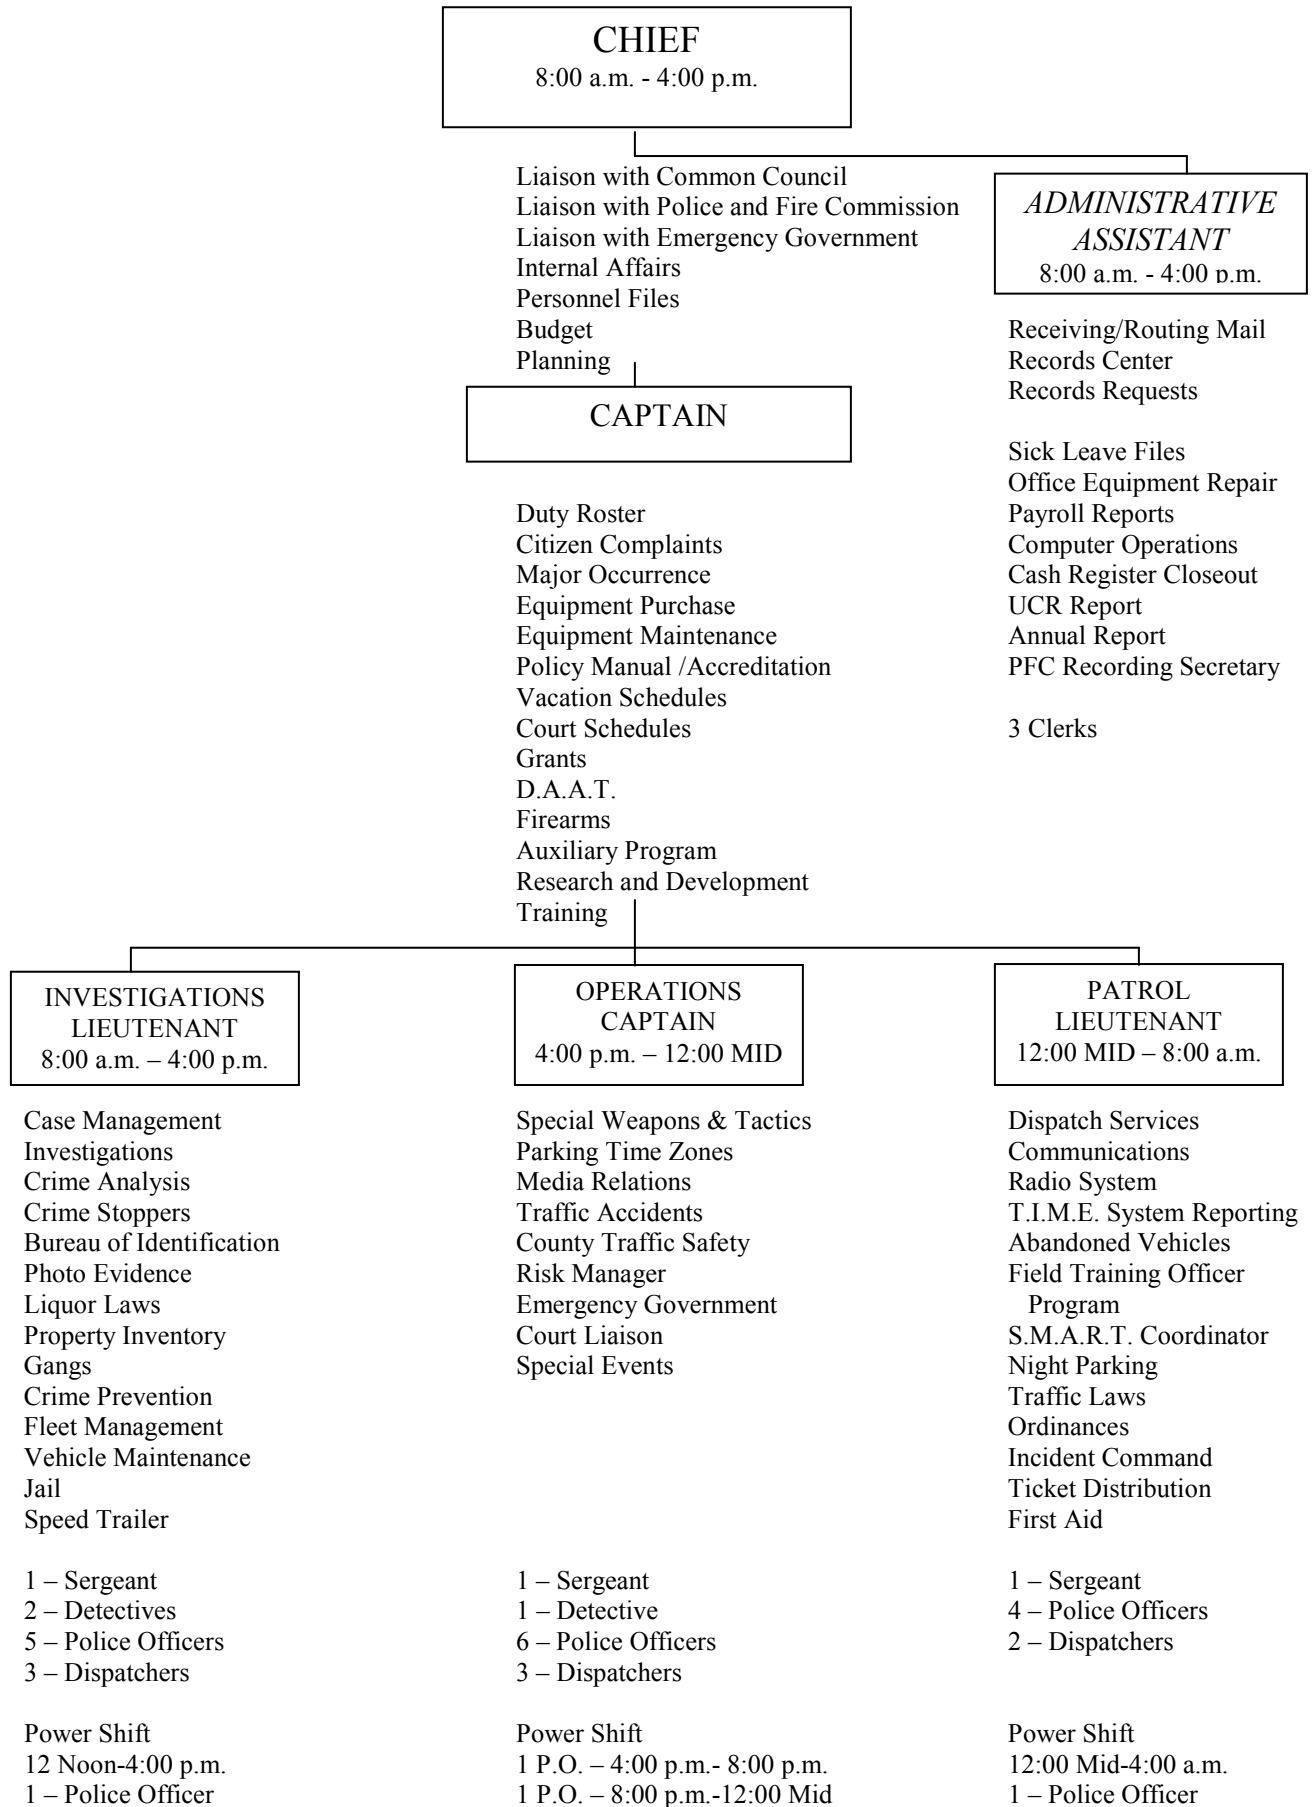 CHIEF
8:00 a.m. - 4:00 p.m.
Liaison with Common Council
Liaison with Police and Fire Commission
Liaison with Emergency Government
Internal Affairs
Personnel Files
Budget
Planning
ADMINISTRATIVE
ASSISTANT
8:00 a.m. - 4:00 p.m.
Receiving/Routing Mail
Records Center
Records Requests
Sick Leave Files
Office Equipment Repair
Payroll Reports
Computer Operations
Cash Register Closeout
UCR Report
Annual Report
PFC Recording Secretary
3 Clerks
CAPTAIN
Duty Roster
Citizen Complaints
Major Occurrence
Equipment Purchase
Equipment Maintenance
Policy Manual /Accreditation
Vacation Schedules
Court Schedules
Grants
D.A.A.T.
Firearms
Auxiliary Program
Research and Development
Training
INVESTIGATIONS
LIEUTENANT
8:00 a.m. – 4:00 p.m.
Case Management
Investigations
Crime Analysis
Crime Stoppers
Bureau of Identification
Photo Evidence
Liquor Laws
Property Inventory
Gangs
Crime Prevention
Fleet Management
Vehicle Maintenance
Jail
Speed Trailer
1 – Sergeant
2 – Detectives
5 – Police Officers
3 – Dispatchers
Power Shift
12 Noon-4:00 p.m.
1 – Police Officer
OPERATIONS
CAPTAIN
4:00 p.m. – 12:00 MID
Special Weapons & Tactics
Parking Time Zones
Media Relations
Traffic Accidents
County Traffic Safety
Risk Manager
Emergency Government
Court Liaison
Special Events
1 – Sergeant
1 – Detective
6 – Police Officers
3 – Dispatchers
Power Shift
1 P.O. – 4:00 p.m.- 8:00 p.m.
1 P.O. – 8:00 p.m.-12:00 Mid
PATROL
LIEUTENANT
12:00 MID – 8:00 a.m.
Dispatch Services
Communications
Radio System
T.I.M.E. System Reporting
Abandoned Vehicles
Field Training Officer
Program
S.M.A.R.T. Coordinator
Night Parking
Traffic Laws
Ordinances
Incident Command
Ticket Distribution
First Aid
1 – Sergeant
4 – Police Officers
2 – Dispatchers
Power Shift
12:00 Mid-4:00 a.m.
1 – Police Officer